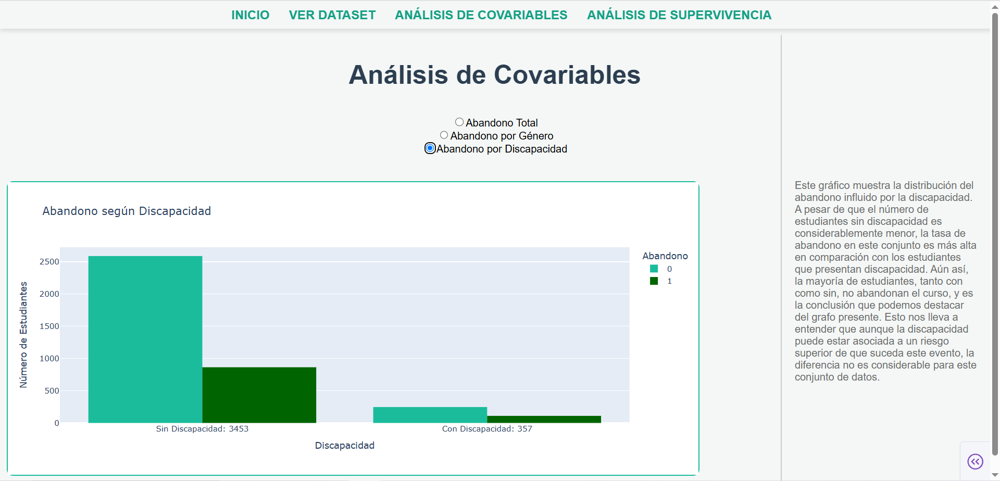 INICIO VER DATASET ANÁLISIS DE COVARIABLES ANÁLISIS DE SUPERVIVENCIA
Análisis de Covariables
Abandono Total
Abandono por Género
Abandono por Discapacidad
Abandono según Discapacidad
Número de Estudiantes
2500
2000
1500
1000
500
0
Sin Discapacidad: 3453
Con Discapacidad: 357
Discapacidad
Abandono
0
1
Este gráfico muestra la distribución del
abandono influido por la discapacidad.
A pesar de que el número de
estudiantes sin discapacidad es
considerablemente menor, la tasa de
abandono en este conjunto es más alta
en comparación con los estudiantes
que presentan discapacidad. Aún así,
la mayoría de estudiantes, tanto con
como sin, no abandonan el curso, y es
la conclusión que podemos destacar
del grafo presente. Esto nos lleva a
entender que aunque la discapacidad
puede estar asociada a un riesgo
superior de que suceda este evento, la
diferencia no es considerable para este
conjunto de datos.